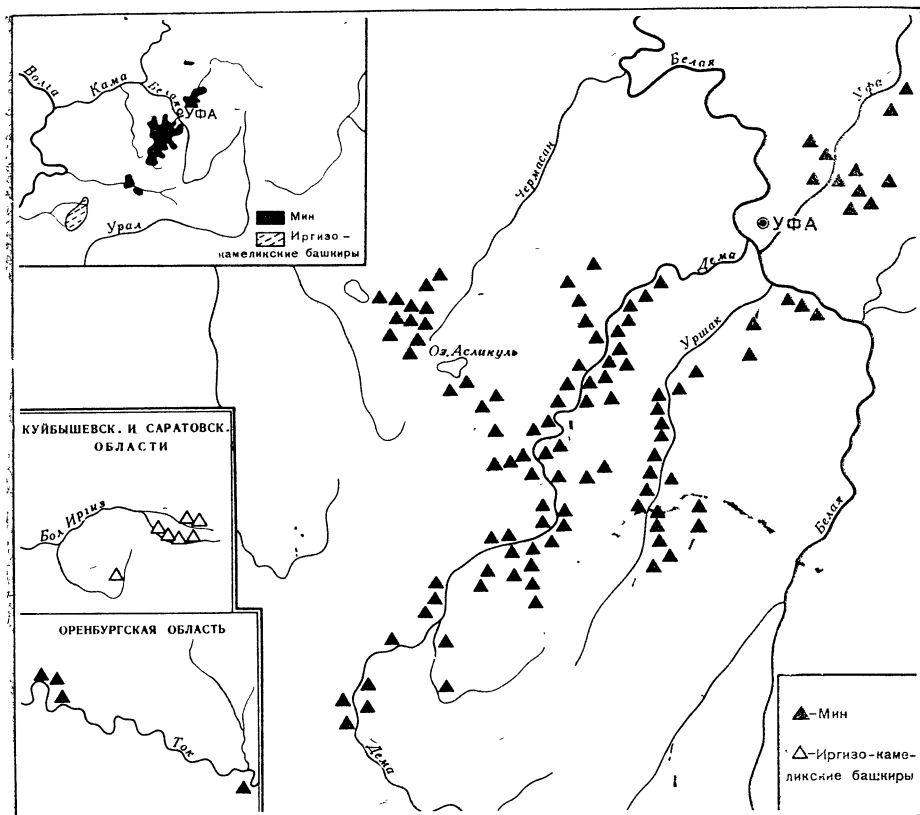 Волга
Кама
Белая
УФА
Урал
Мин
Иргизо-
камеликские башкиры
Белая
Уфа
Чермасан
УФА
Дема
Уршак
Оз. Асликуль
Белая
Дема
КУЙБЫШЕВСК. И САРАТОВСК.
ОБЛАСТИ
Бол Иргиз
ОРЕНБУРГСКАЯ ОБЛАСТЬ
Ток
-Мин
-Иргизо-каме-
ликские башкиры